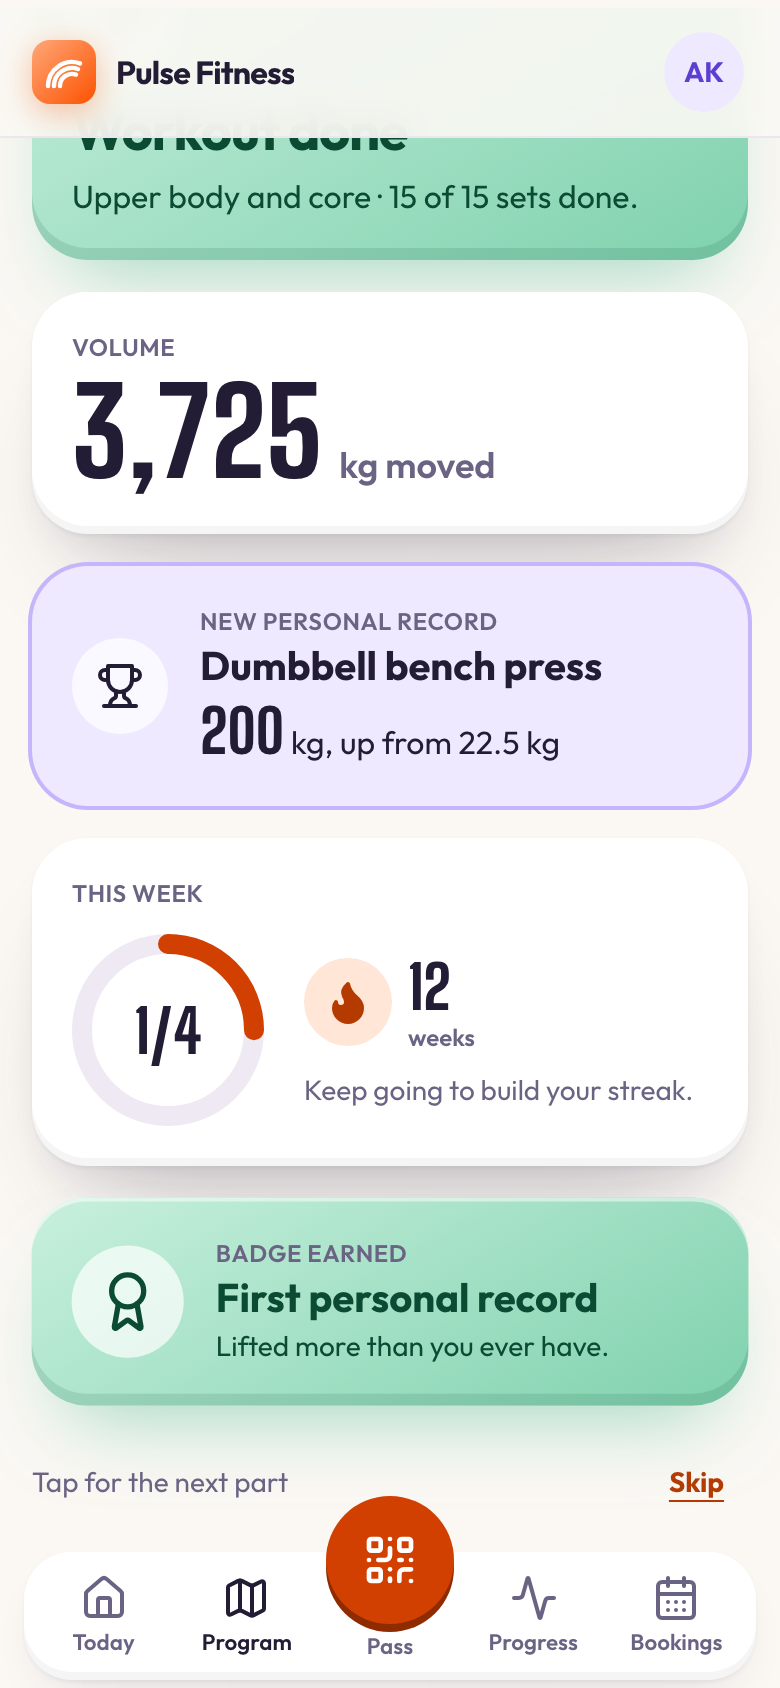 Pulse Fitness
AK
Workout done
Upper body and core · 15 of 15 sets done.
VOLUME
3,725 kg moved
NEW PERSONAL RECORD
Dumbbell bench press
200 kg, up from 22.5 kg
THIS WEEK
1/4
12
weeks
Keep going to build your streak.
BADGE EARNED
First personal record
Lifted more than you ever have.
Tap for the next part
Skip
Today
Program
Pass
Progress
Bookings